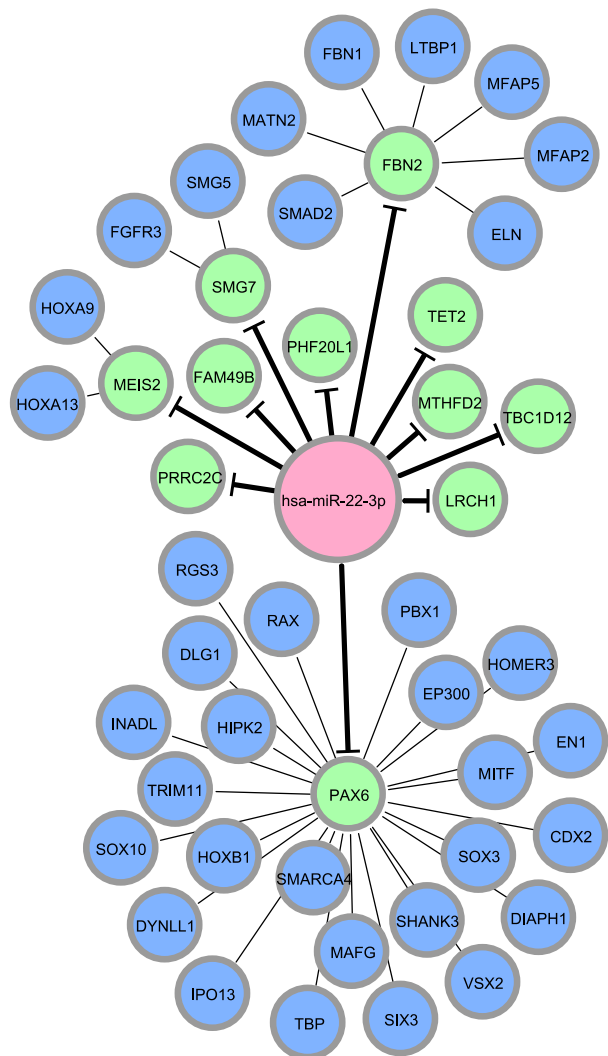 LTBP1
FBN1
MFAP5
MATN2
MFAP2
FBN2
SMG5
SMAD2
FGFR3
ELN
SMG7
HOXA9
TET2
PHF20L1
FAM49B
MEIS2
MTHFD2
HOXA13
TBC1D12
PRRC2C
hsa-miR-22-3p
LRCH1
RGS3
PBX1
RAX
DLG1
HOMER3
EP300
INADL
HIPK2
EN1
MITF
TRIM11
PAX6
CDX2
SOX10
HOXB1
SOX3
SMARCA4
DIAPH1
SHANK3
DYNLL1
MAFG
VSX2
IPO13
SIX3
TBP